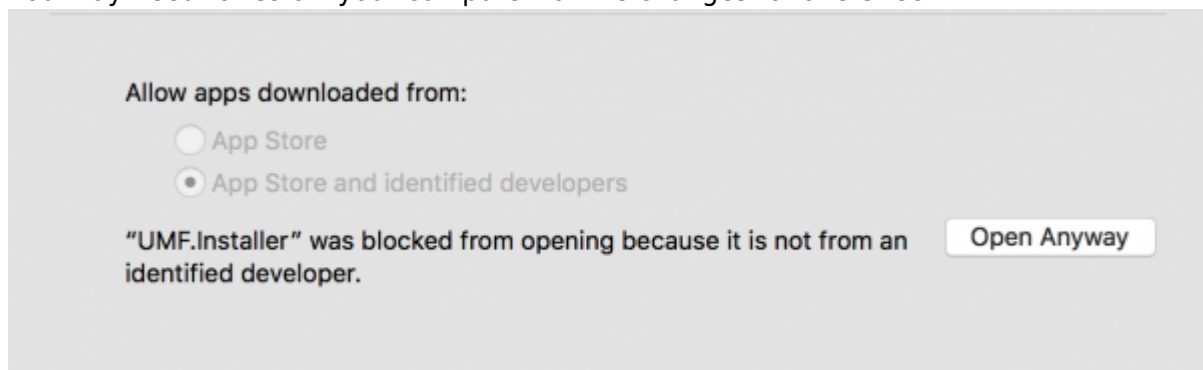 Allow apps downloaded from:
App Store
App Store and identified developers
"UMF.Installer" was blocked from opening because it is not from an
identified developer.
Open Anyway